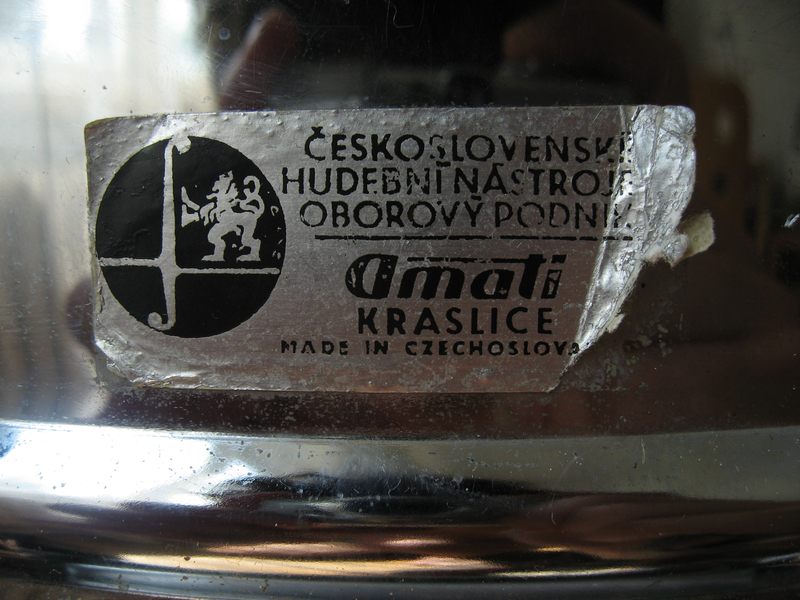 ČESKOSLOVENSKÉ
HUDEBNÍ NÁSTROJE
OBOROVÝ PODNIK
Amati
KRASLICE
MADE IN CZECHOSLOVA